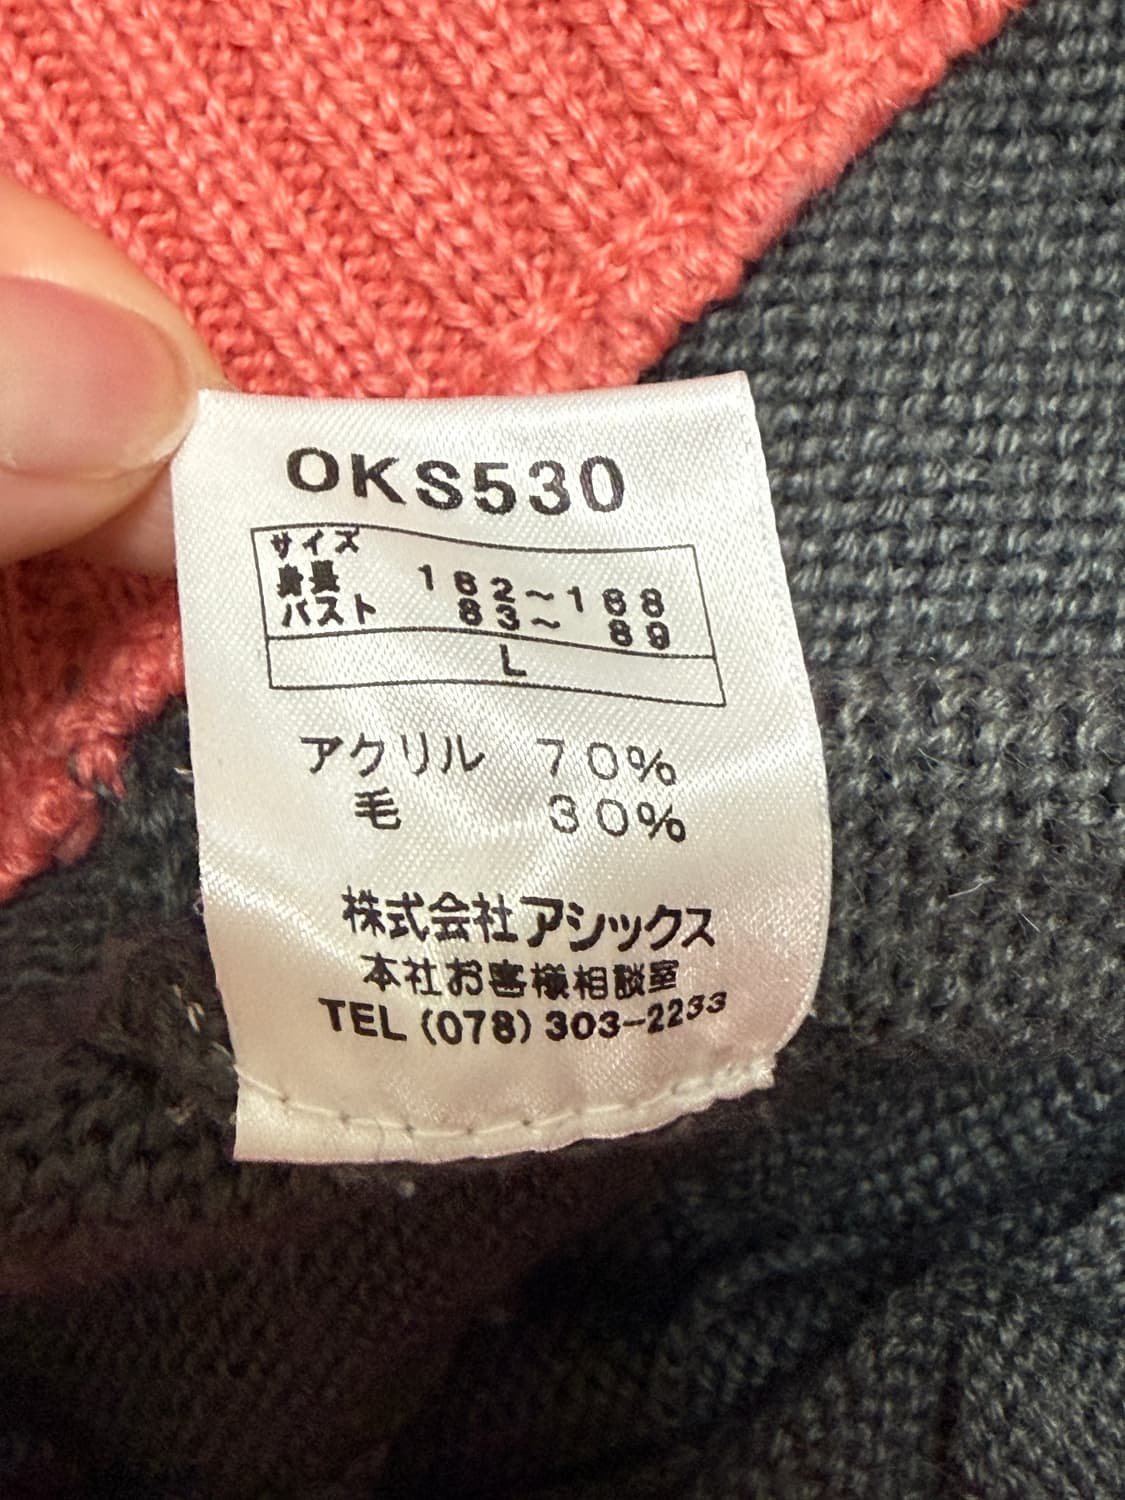 OKS530
サイズ
身長 162～168
バスト 83～ 89
L
アクリル 70%
毛 30%
株式会社アシックス
本社お客様相談室
TEL (078) 303-2233